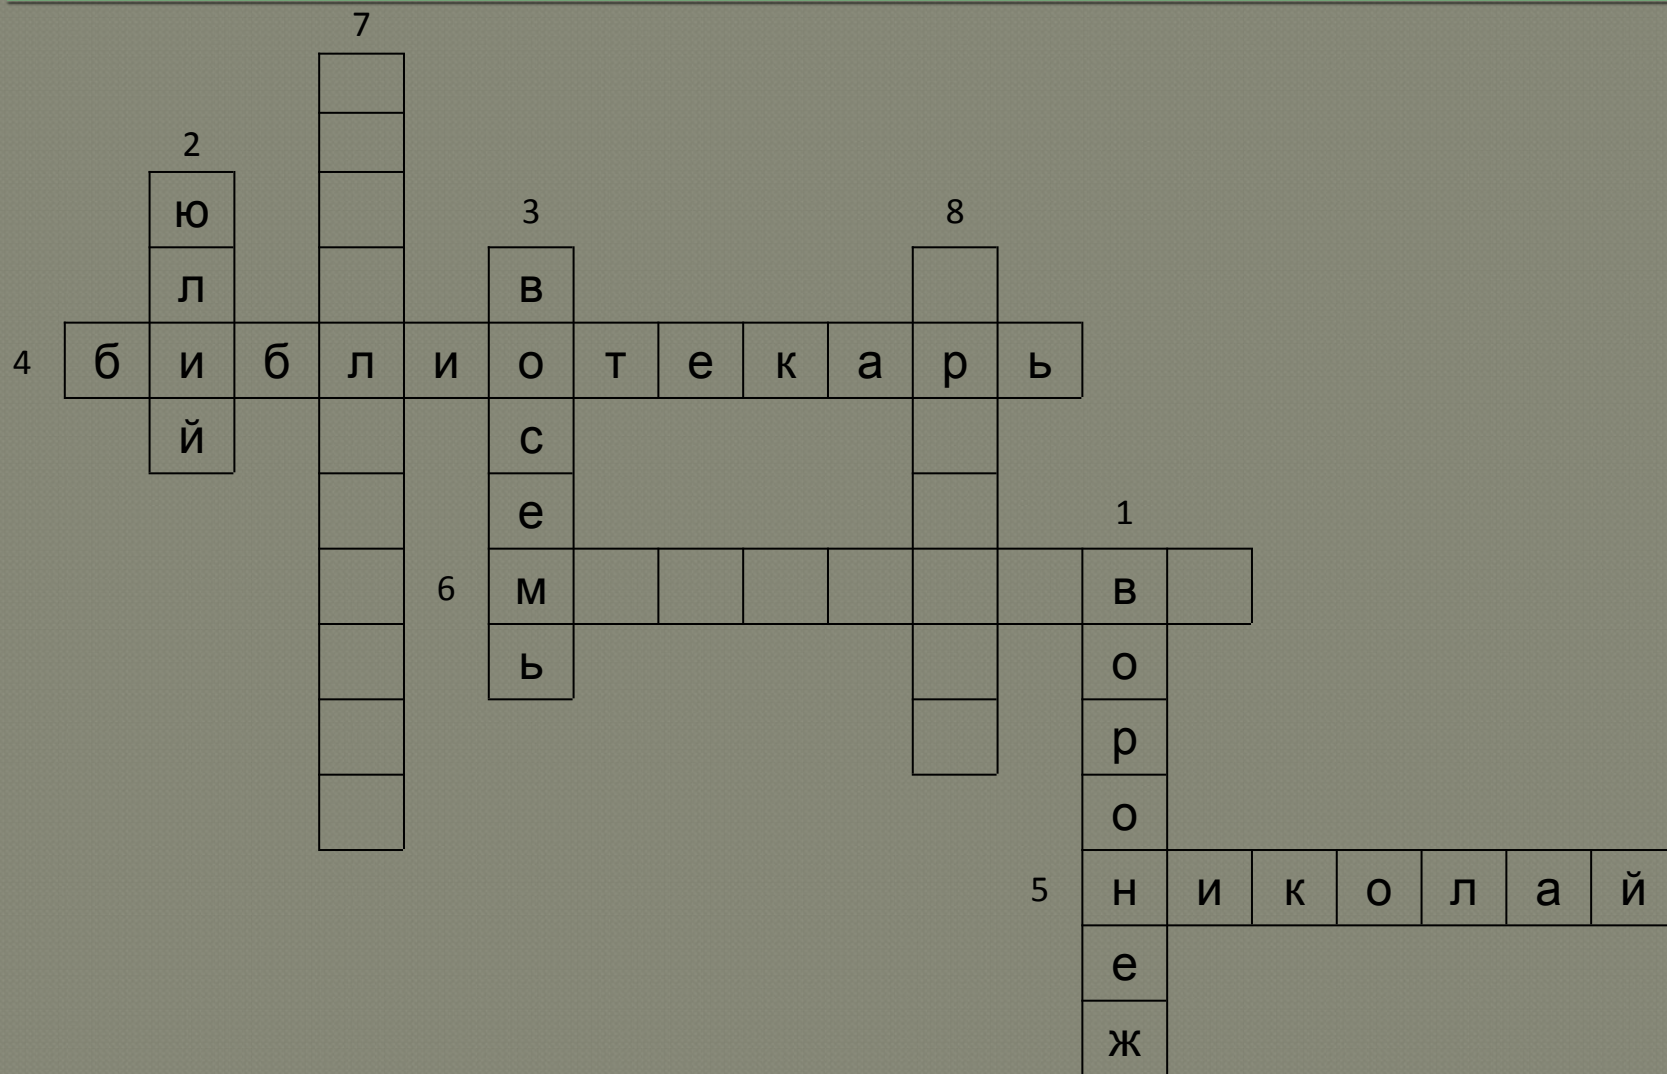 7
2
ю
3
8
л
в
4 б и б л и о т е к а р ь
й
с
е
1
6 м в
ь
о
р
о
5 н и к о л а й
е
ж